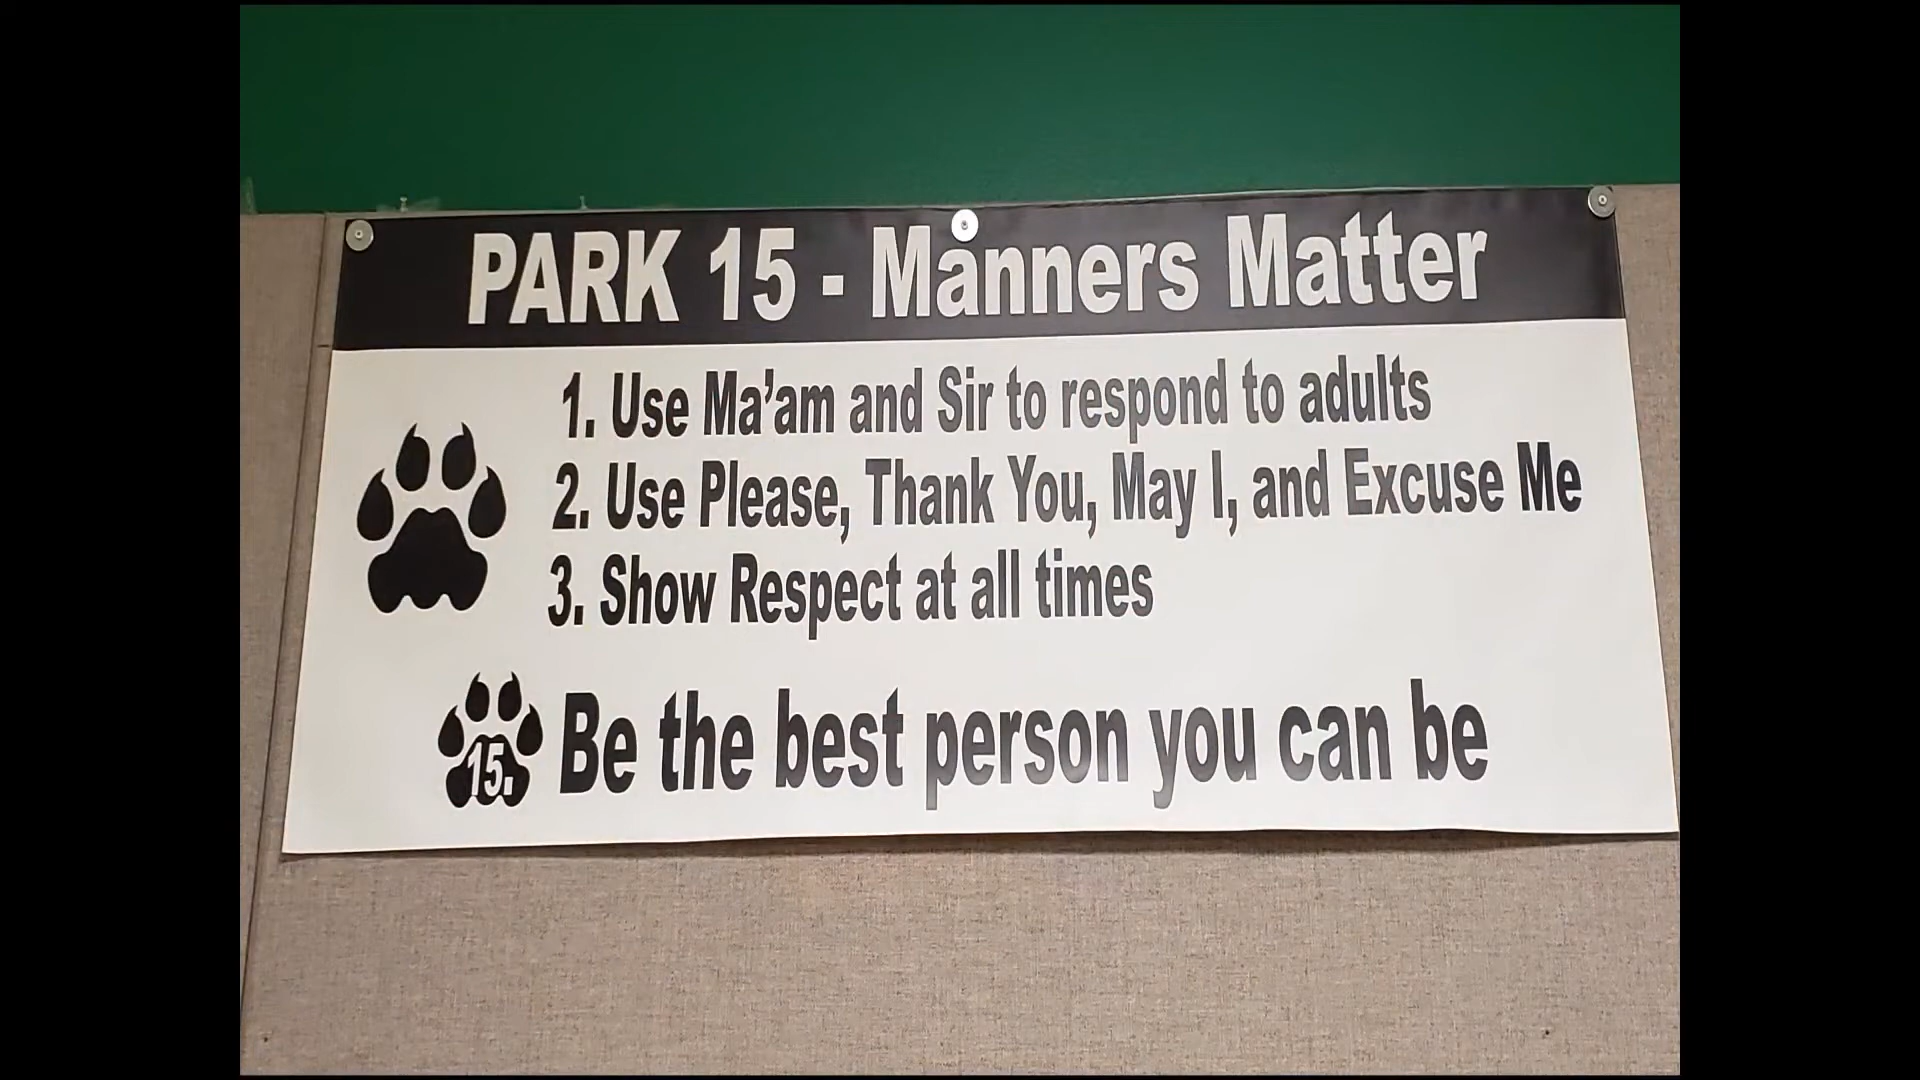 PARK 15 - Manners Matter
1. Use Ma’am and Sir to respond to adults
2. Use Please, Thank You, May I, and Excuse Me
3. Show Respect at all times
15. Be the best person you can be